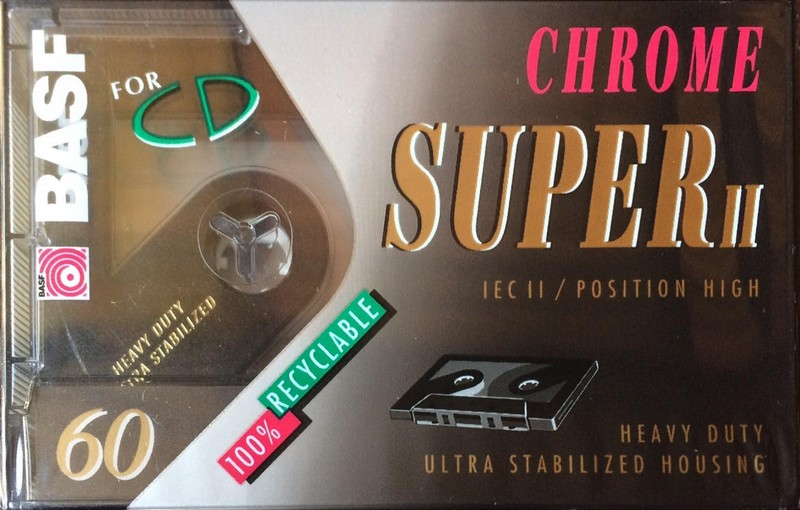 BASF
FOR
CD
CHROME
SUPER II
IEC II / POSITION HIGH
BASF
HEAVY DUTY
STABILIZED
100% RECYCLABLE
60
HEAVY DUTY
ULTRA STABILIZED HOUSING